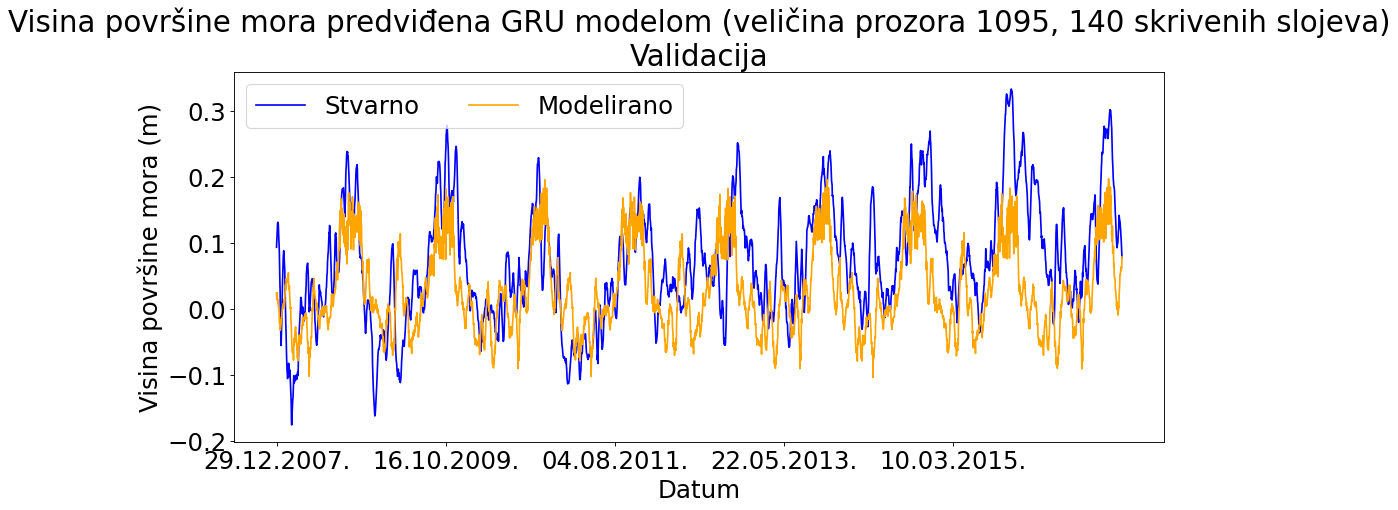 Visina površine mora predviđena GRU modelom (veličina prozora 1095, 140 skrivenih slojeva)
Validacija
Stvarno
Modelirano
Visina površine mora (m)
0.3
0.2
0.1
0.0
−0.1
−0.2
29.12.2007.
16.10.2009.
04.08.2011.
22.05.2013.
10.03.2015.
Datum